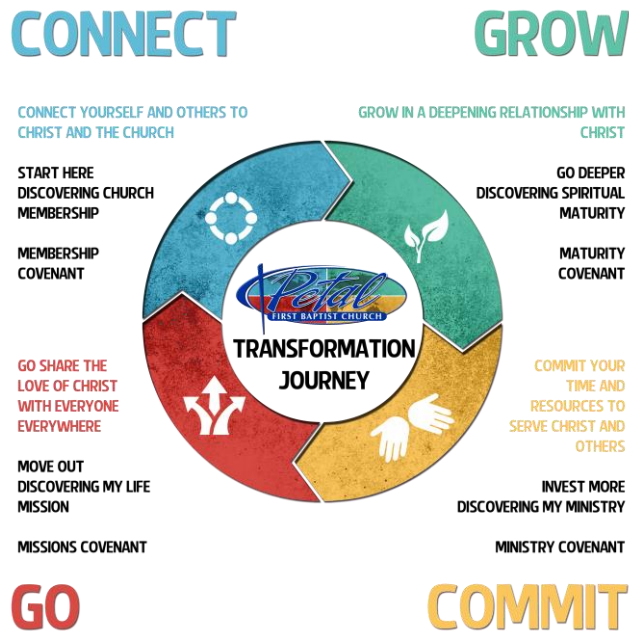 CONNECT
CONNECT YOURSELF AND OTHERS TO
CHRIST AND THE CHURCH
START HERE
DISCOVERING CHURCH
MEMBERSHIP
MEMBERSHIP
COVENANT
GROW
GROW IN A DEEPENING RELATIONSHIP WITH
CHRIST
GO DEEPER
DISCOVERING SPIRITUAL
MATURITY
MATURITY
COVENANT
Petal
FIRST BAPTIST CHURCH
TRANSFORMATION
JOURNEY
GO SHARE THE
LOVE OF CHRIST
WITH EVERYONE
EVERYWHERE
MOVE OUT
DISCOVERING MY LIFE
MISSION
MISSIONS COVENANT
GO
COMMIT YOUR
TIME AND
RESOURCES TO
SERVE CHRIST AND
OTHERS
INVEST MORE
DISCOVERING MY MINISTRY
MINISTRY COVENANT
COMMIT